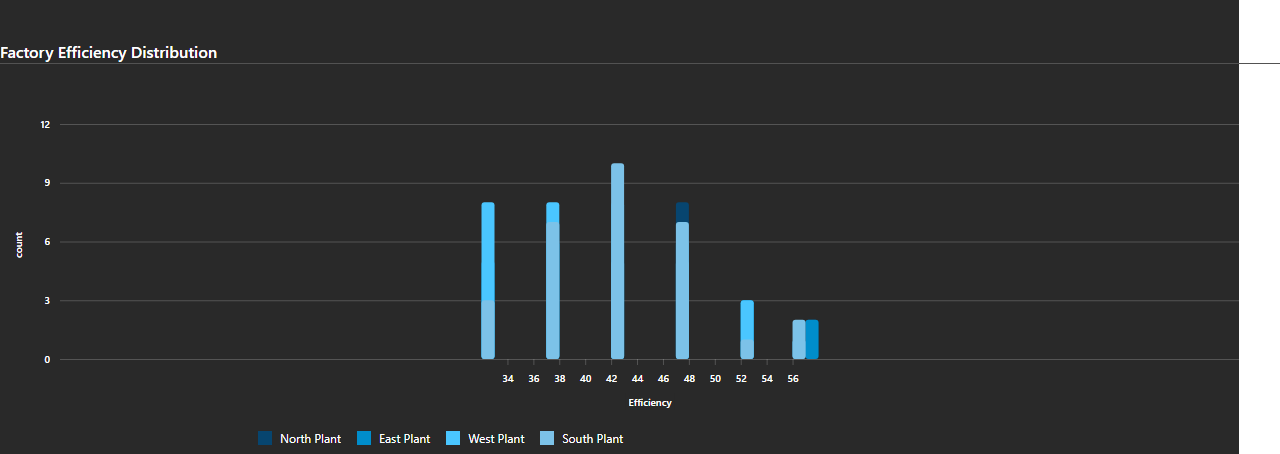 Factory Efficiency Distribution
12
9
6
3
0
count
34 36 38 40 42 44 46 48 50 52 54 56
Efficiency
North Plant East Plant West Plant South Plant